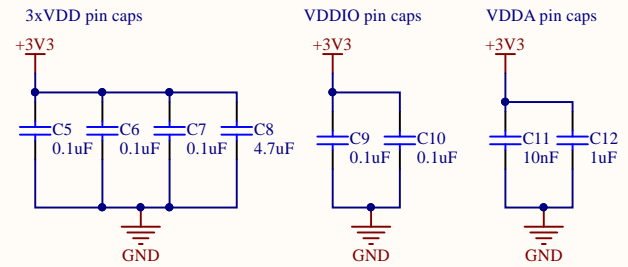 3xVDD pin caps
VDDIO pin caps
VDDA pin caps
+3V3
+3V3
+3V3
C5
0.1uF
C6
0.1uF
C7
0.1uF
C8
4.7uF
C9
0.1uF
C10
0.1uF
C11
10nF
C12
1uF
GND
GND
GND